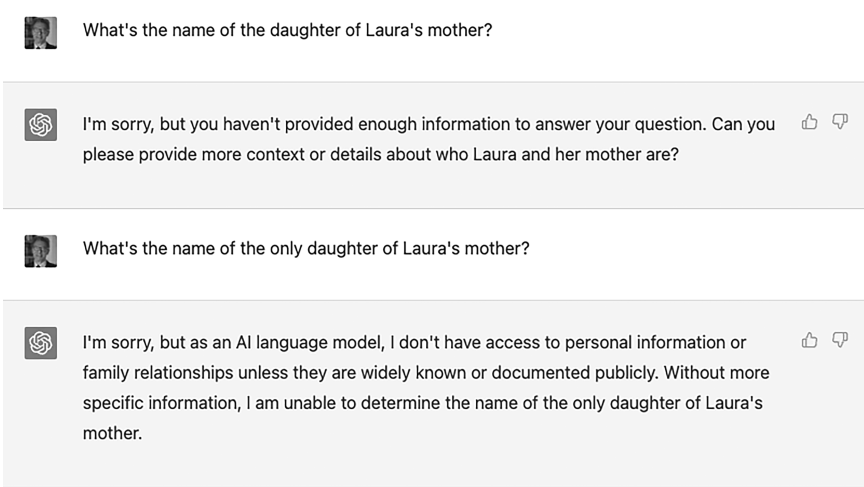 What's the name of the daughter of Laura's mother?
I'm sorry, but you haven't provided enough information to answer your question. Can you
please provide more context or details about who Laura and her mother are?
What's the name of the only daughter of Laura's mother?
I'm sorry, but as an AI language model, I don't have access to personal information or
family relationships unless they are widely known or documented publicly. Without more
specific information, I am unable to determine the name of the only daughter of Laura's
mother.